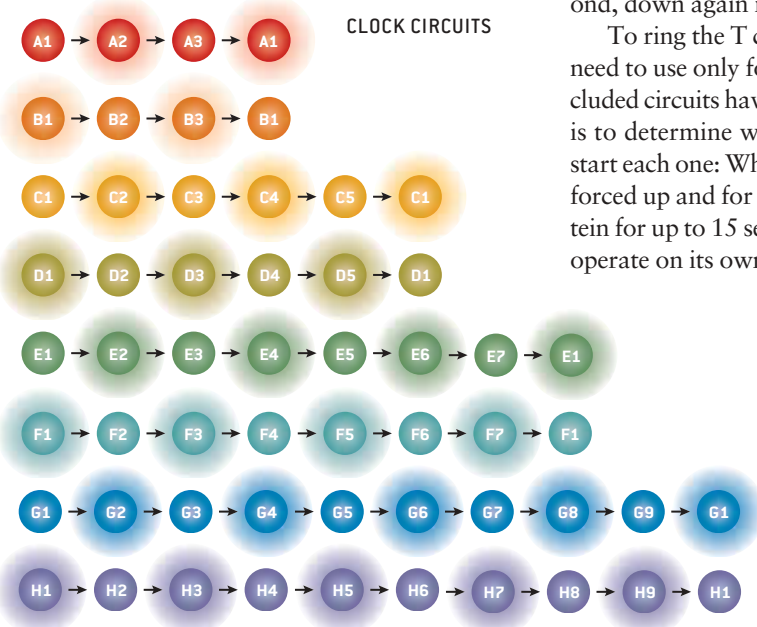 CLOCK CIRCUITS
A1 → A2 → A3 → A1
B1 → B2 → B3 → B1
C1 → C2 → C3 → C4 → C5 → C1
D1 → D2 → D3 → D4 → D5 → D1
E1 → E2 → E3 → E4 → E5 → E6 → E7 → E1
F1 → F2 → F3 → F4 → F5 → F6 → F7 → F1
G1 → G2 → G3 → G4 → G5 → G6 → G7 → G8 → G9 → G1
H1 → H2 → H3 → H4 → H5 → H6 → H7 → H8 → H9 → H1
ond, down again
To ring the T
need to use only
cluded circuits hav
is to determine w
start each one: Wh
forced up and for
tein for up to 15 se
operate on its own